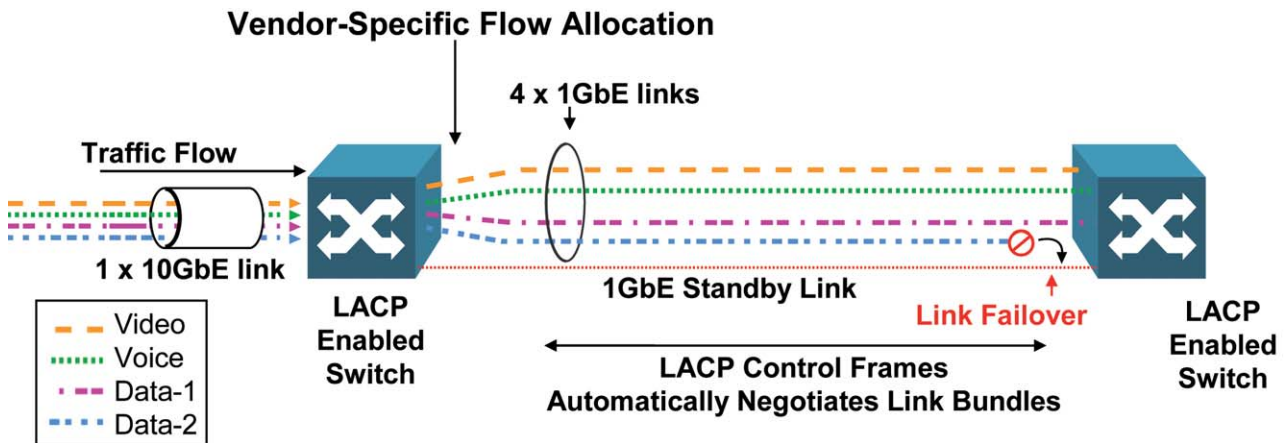 Vendor-Specific Flow Allocation
4 x 1GbE links
Traffic Flow
1 x 10GbE link
1GbE Standby Link
Link Failover
LACP
Enabled
Switch
LACP
Enabled
Switch
LACP Control Frames
Automatically Negotiates Link Bundles
Video
Voice
Data-1
Data-2